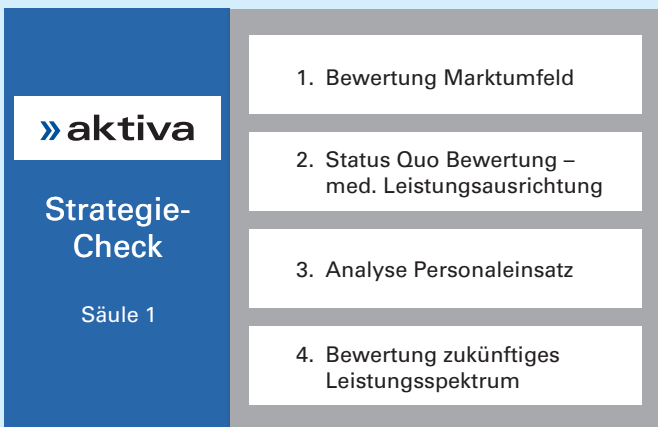 » aktiva
Strategie-
Check
Säule 1
1. Bewertung Marktumfeld
2. Status Quo Bewertung –
med. Leistungsausrichtung
3. Analyse Personaleinsatz
4. Bewertung zukünftiges
Leistungsspektrum